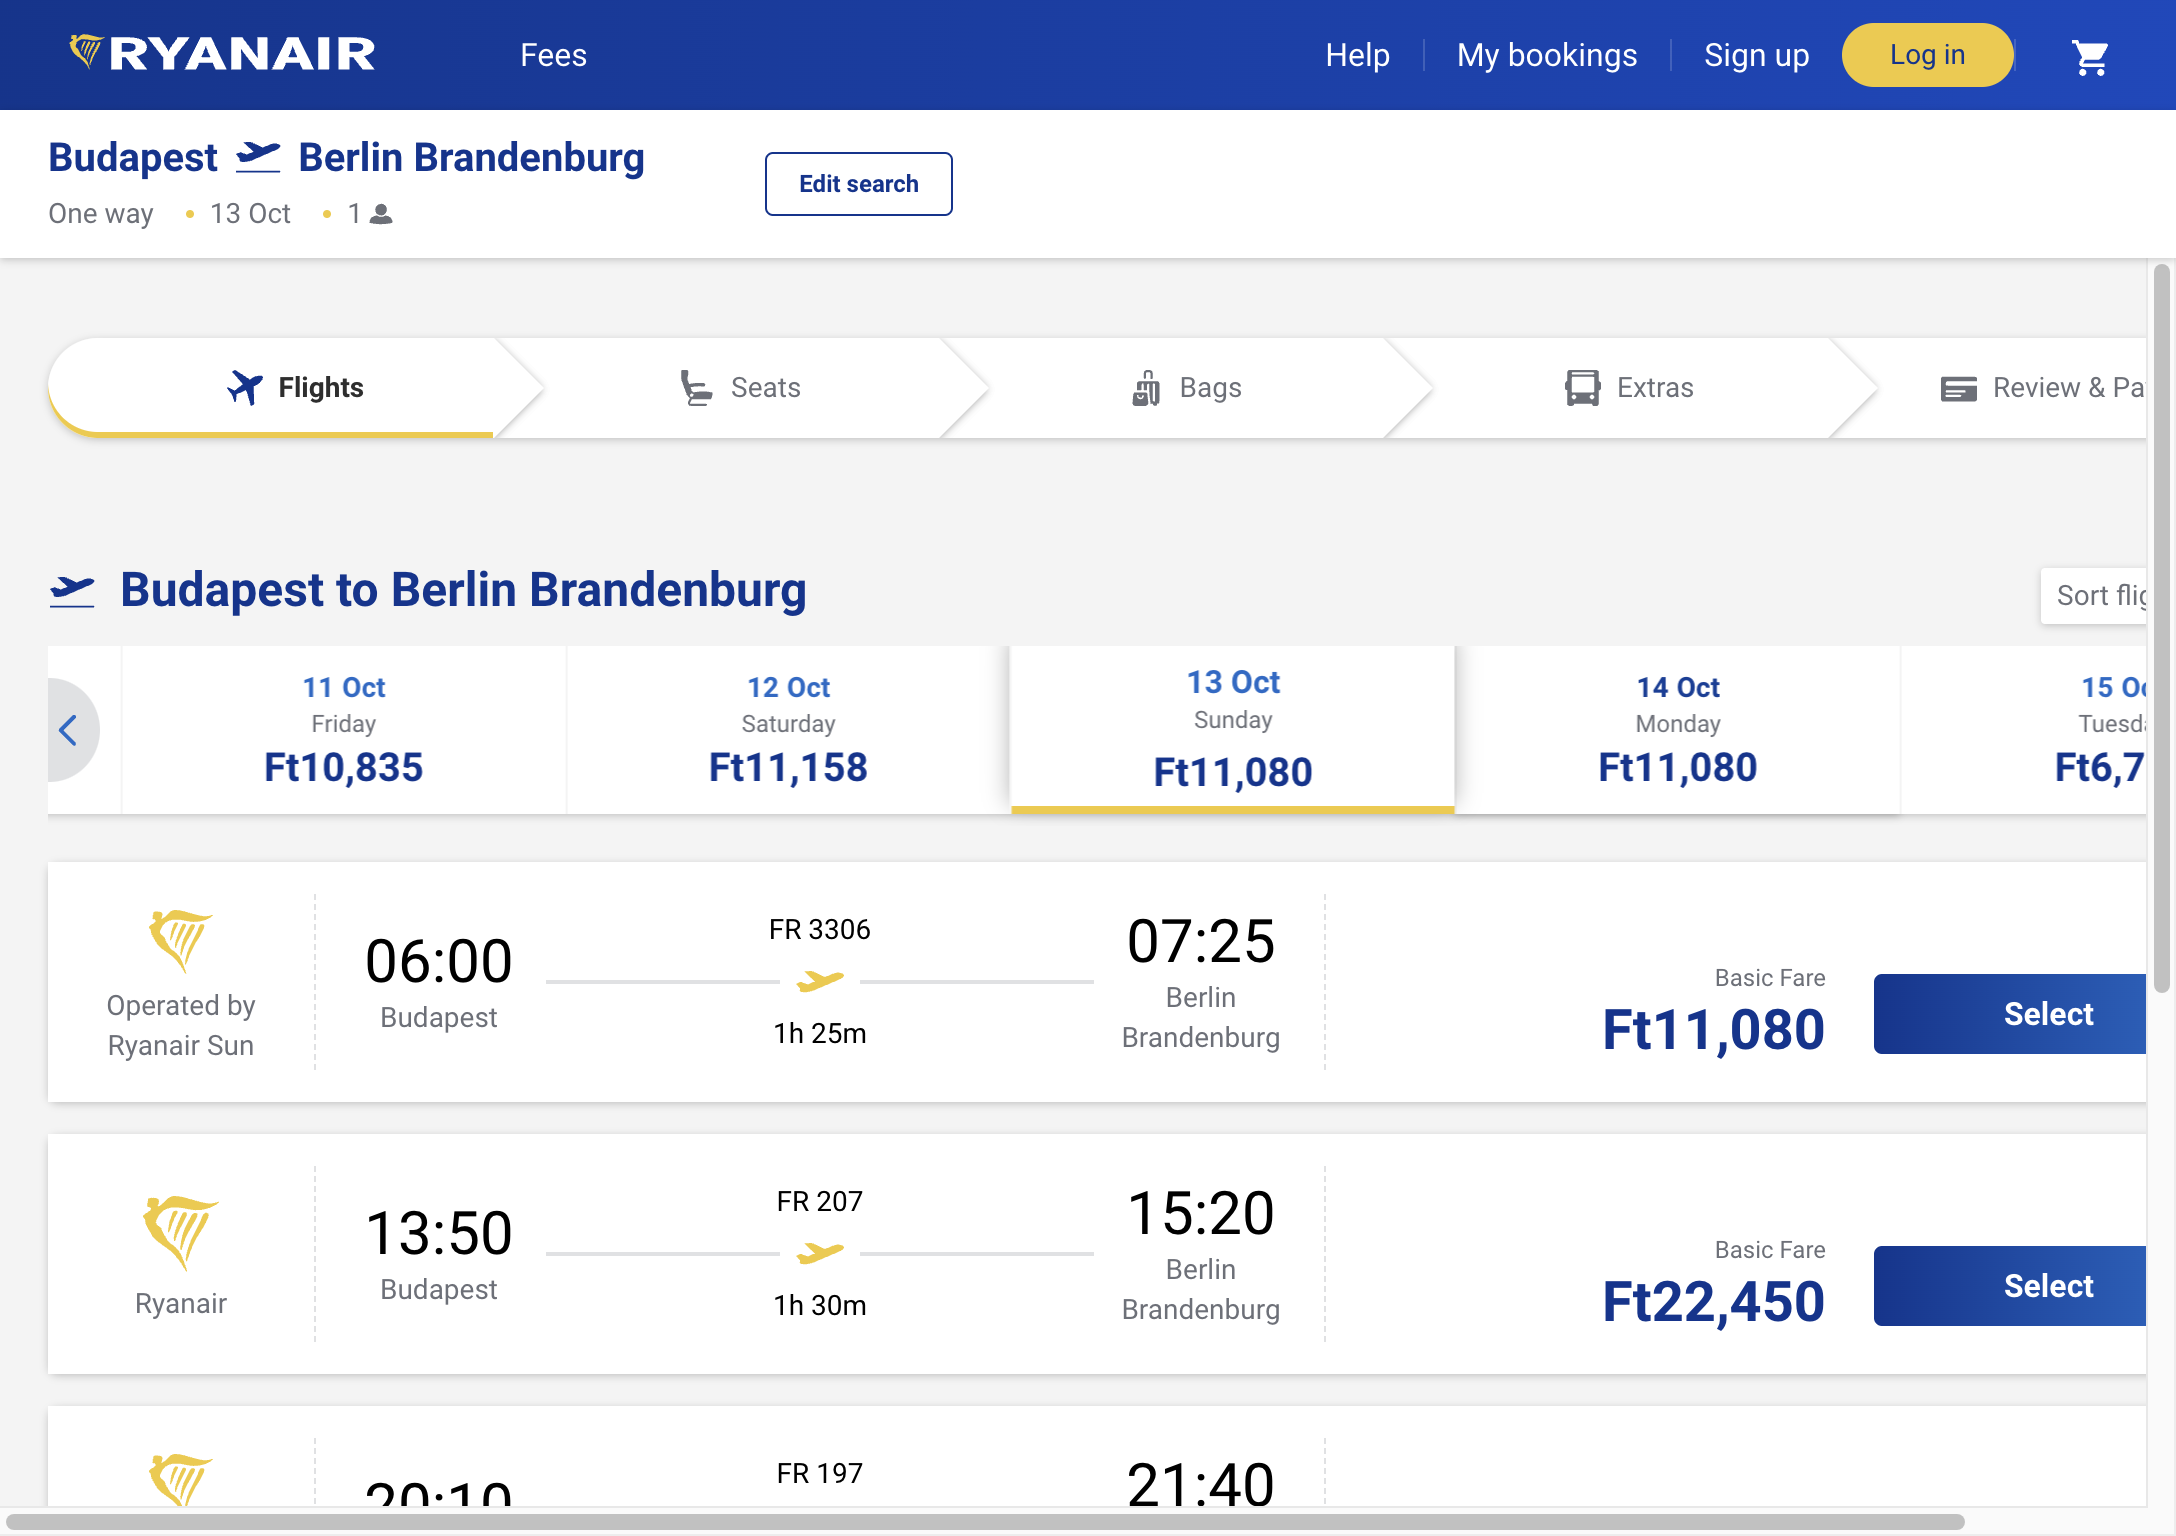 RYANAIR
Fees
Help
My bookings
Sign up
Log in
Budapest Berlin Brandenburg
One way • 13 Oct • 1
Edit search
Flights
Seats
Bags
Extras
Review & Pa
Budapest to Berlin Brandenburg
Sort flig
11 Oct
Friday
Ft10,835
12 Oct
Saturday
Ft11,158
13 Oct
Sunday
Ft11,080
14 Oct
Monday
Ft11,080
15 Oc
Tuesda
Ft6,7
Operated by
Ryanair Sun
06:00
Budapest
FR 3306
1h 25m
07:25
Berlin
Brandenburg
Basic Fare
Ft11,080
Select
Ryanair
13:50
Budapest
FR 207
1h 30m
15:20
Berlin
Brandenburg
Basic Fare
Ft22,450
Select
20:10
FR 197
21:40